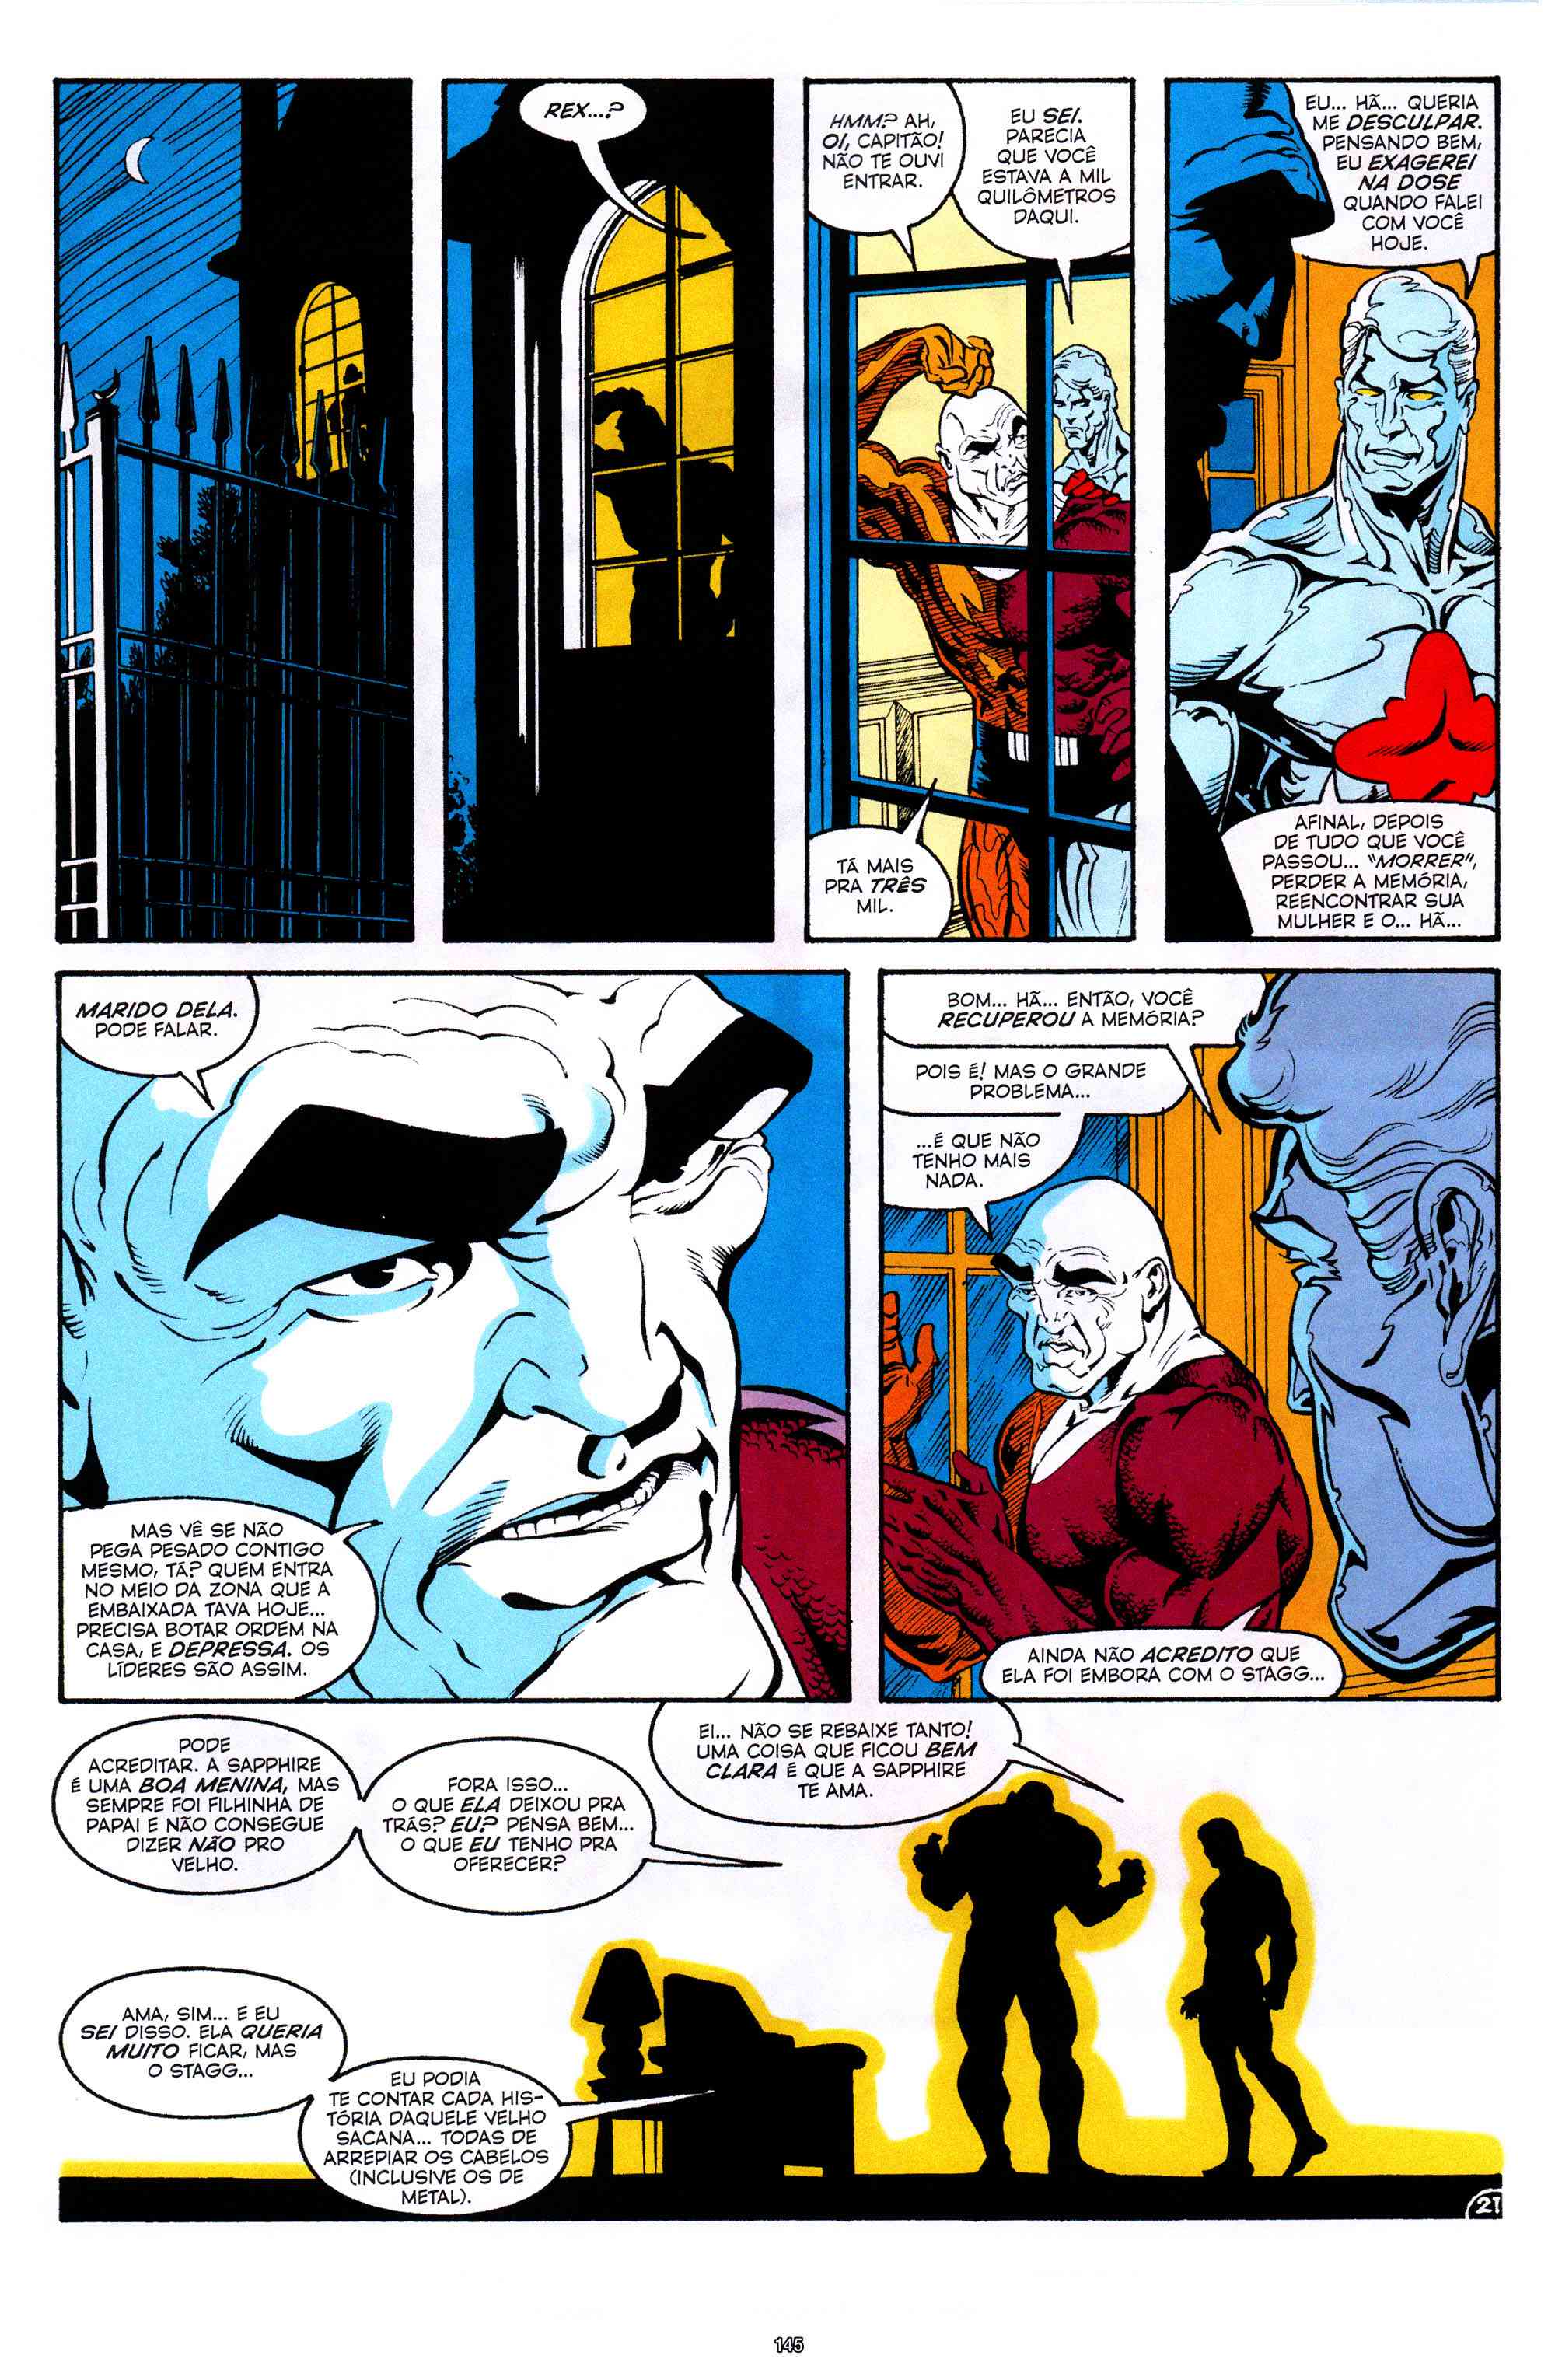 REX...?
HMM? AH,
OI, CAPITÃO!
NÃO TE OUVI
ENTRAR.
EU SEI.
PARECIA
QUE VOCÊ
ESTAVA A MIL
QUILÔMETROS
DAQUI.
TÁ MAIS
PRA TRÊS
MIL.
EU... HÃ... QUERIA
ME DESCULPAR.
PENSANDO BEM,
EU EXAGEREI
NA DOSE
QUANDO FALEI
COM VOCÊ
HOJE.
AFINAL, DEPOIS
DE TUDO QUE VOCÊ
PASSOU... “MORRER”,
PERDER A MEMÓRIA,
REENCONTRAR SUA
MULHER E O... HÃ...
MARIDO DELA.
PODE FALAR.
MAS VÊ SE NÃO
PEGA PESADO CONTIGO
MESMO, TÁ? QUEM ENTRA
NO MEIO DA ZONA QUE A
EMBAIXADA TAVA HOJE...
PRECISA BOTAR ORDEM NA
CASA, E DEPRESSA. OS
LÍDERES SÃO ASSIM.
BOM... HÃ... ENTÃO, VOCÊ
RECUPEROU A MEMÓRIA?
POIS É! MAS O GRANDE
PROBLEMA...
...É QUE NÃO
TENHO MAIS
NADA.
AINDA NÃO ACREDITO QUE
ELA FOI EMBORA COM O STAGG...
PODE
ACREDITAR. A SAPPHIRE
É UMA BOA MENINA, MAS
SEMPRE FOI FILHINHA DE
PAPAI E NÃO CONSEGUE
DIZER NÃO PRO
VELHO.
FORA ISSO...
O QUE ELA DEIXOU PRA
TRÁS? EU? PENSA BEM...
O QUE EU TENHO PRA
OFERECER?
EI... NÃO SE REBAIXE TANTO!
UMA COISA QUE FICOU BEM
CLARA É QUE A SAPPHIRE
TE AMA.
AMA, SIM... E EU
SEI DISSO. ELA QUERIA
MUITO FICAR, MAS
O STAGG...
EU PODIA
TE CONTAR CADA HIS-
TÓRIA DAQUELE VELHO
SACANA... TODAS DE
ARREPIAR OS CABELOS
(INCLUSIVE OS DE
METAL).
21
145